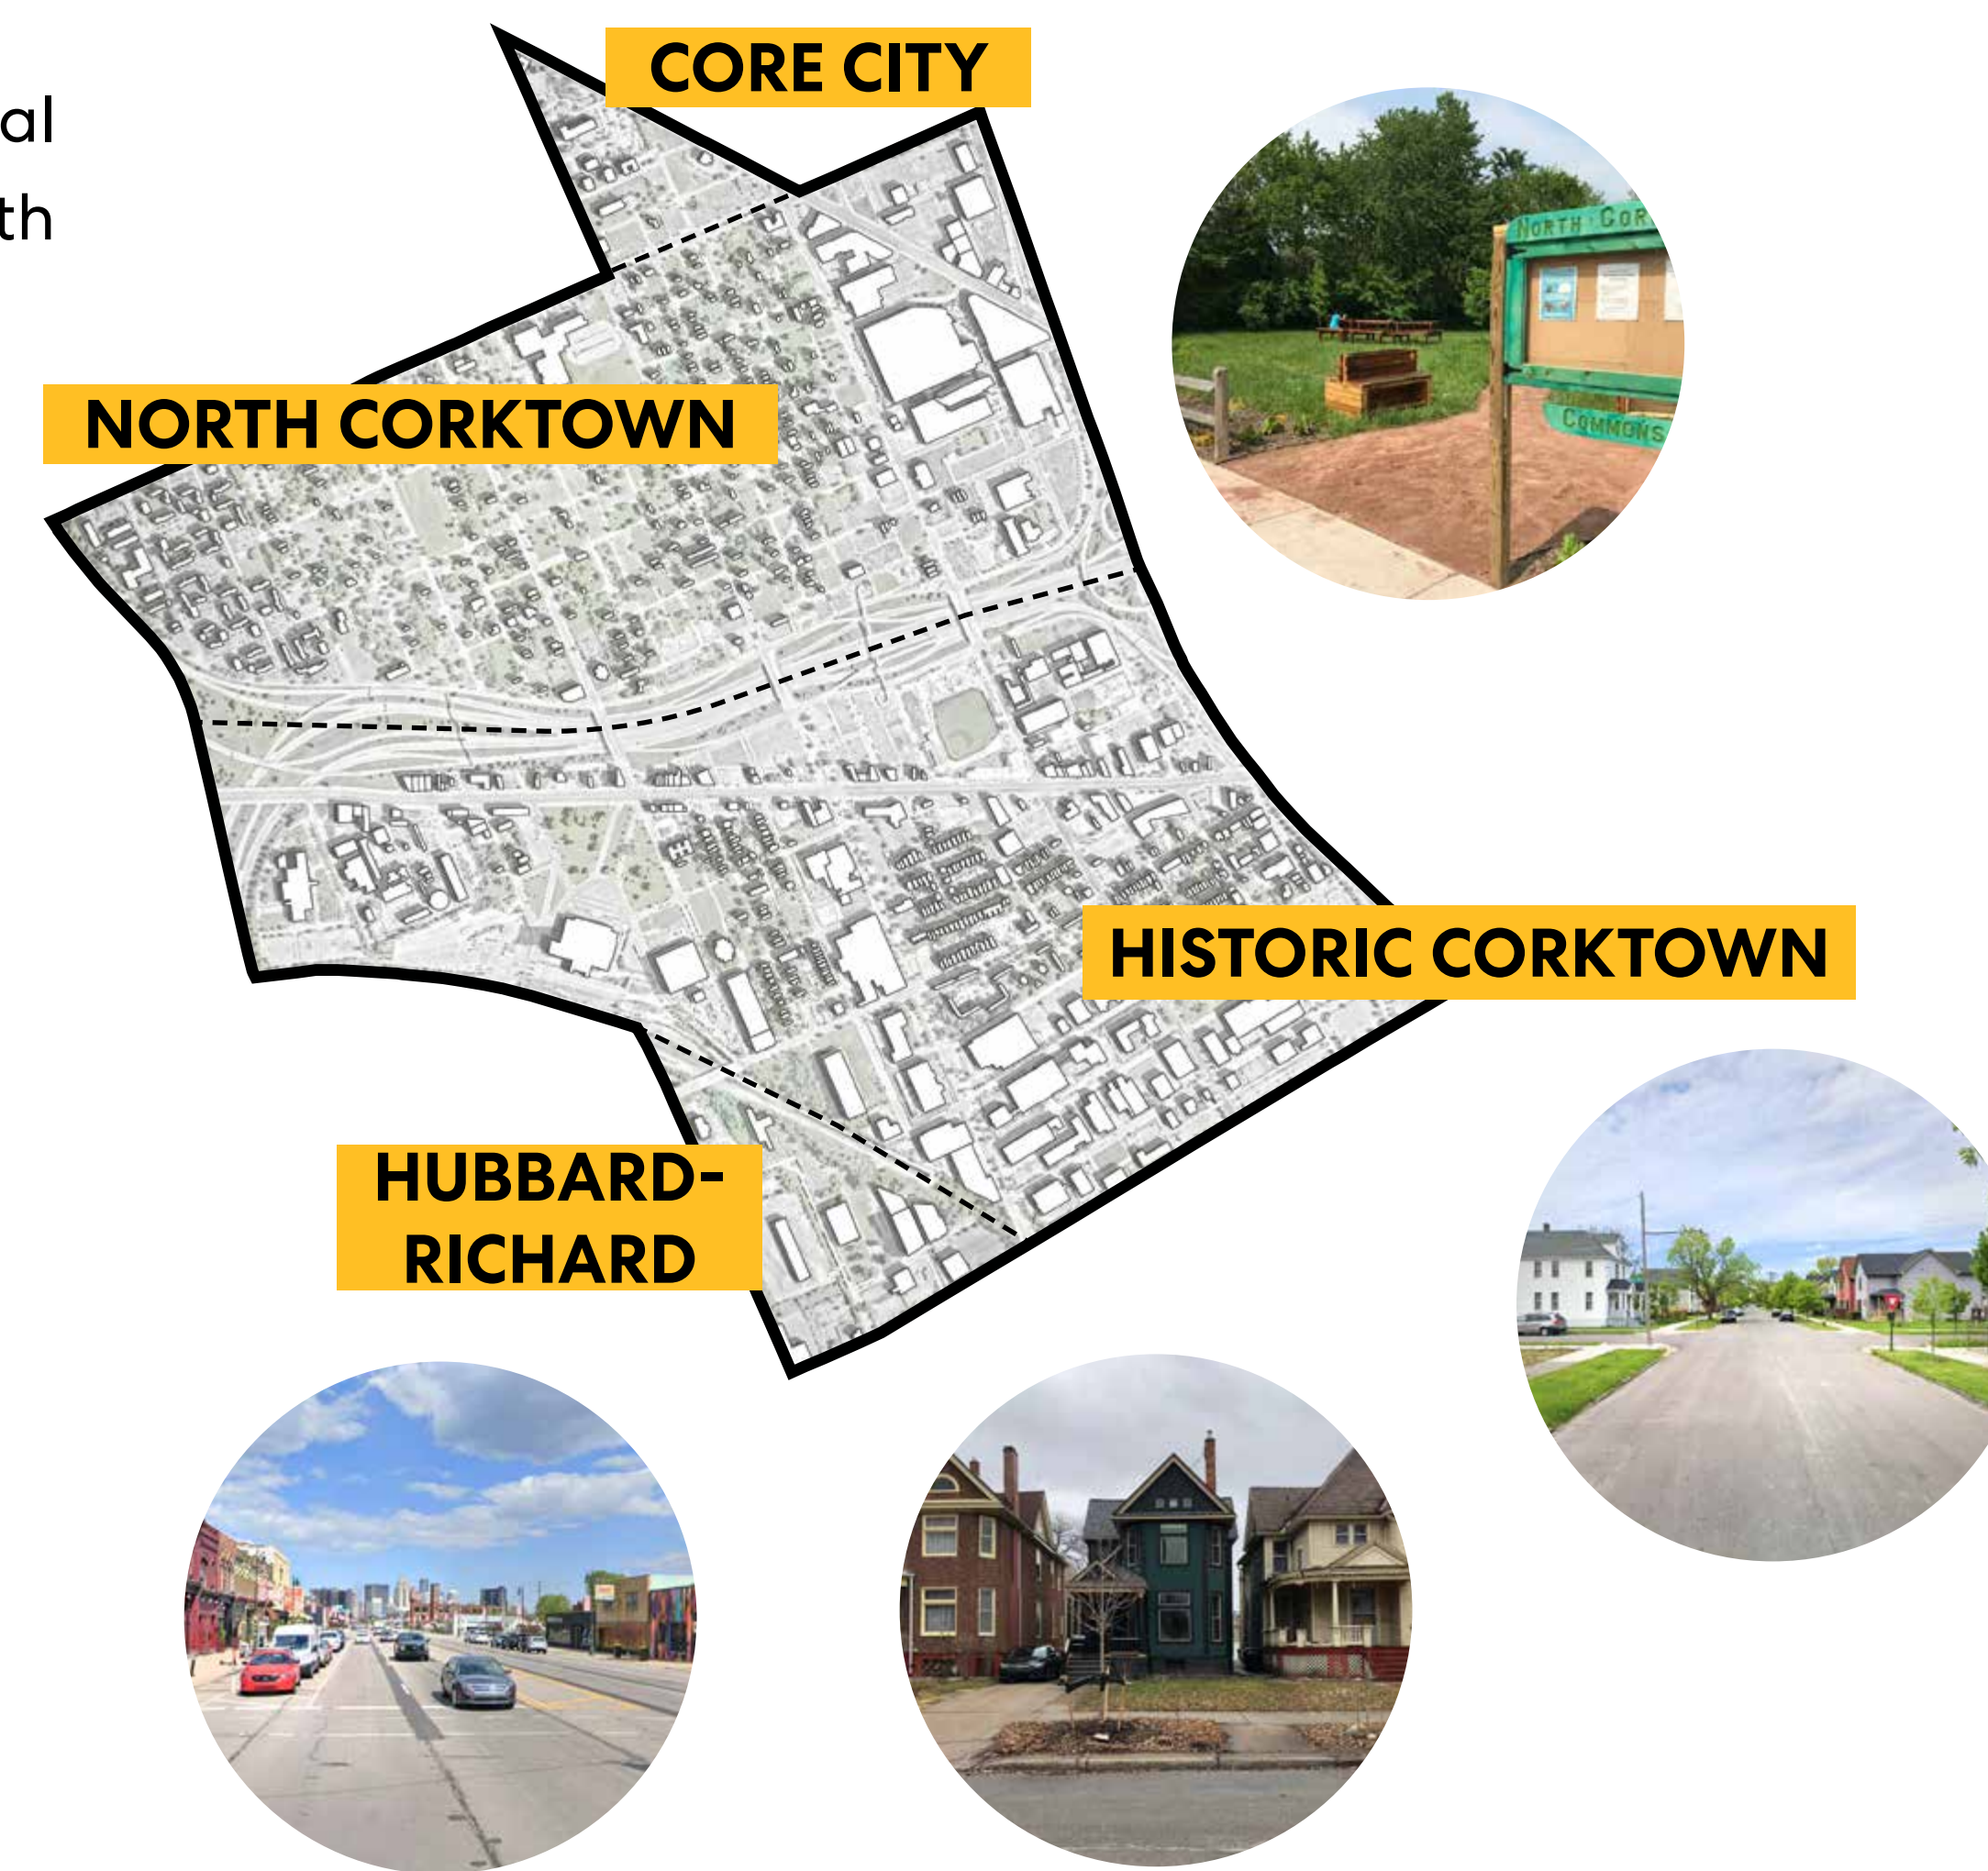 al
th
CORE CITY
NORTH CORKTOWN
HISTORIC CORKTOWN
HUBBARD-
RICHARD
NORTH COR
COMMONS